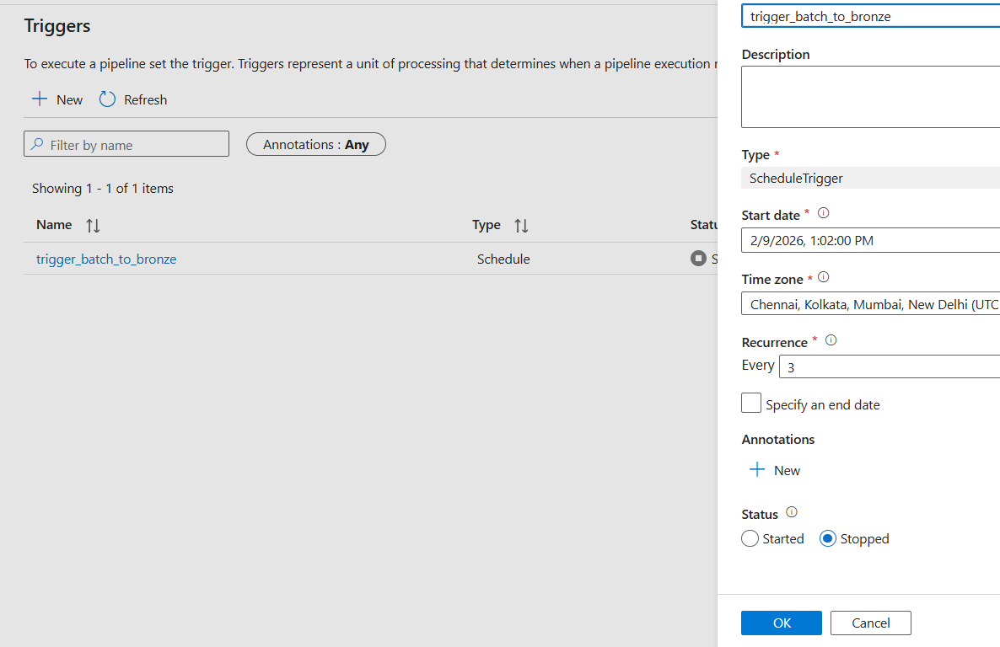 Triggers
To execute a pipeline set the trigger. Triggers represent a unit of processing that determines when a pipeline execution
New Refresh
Filter by name
Annotations : Any
Showing 1 - 1 of 1 items
Name Type
trigger_batch_to_bronze Schedule
trigger_batch_to_bronze
Description
Type *
ScheduleTrigger
Start date *
2/9/2026, 1:02:00 PM
Time zone *
Chennai, Kolkata, Mumbai, New Delhi (UTC
Recurrence *
Every 3
Specify an end date
Annotations
New
Status
Started Stopped
OK Cancel